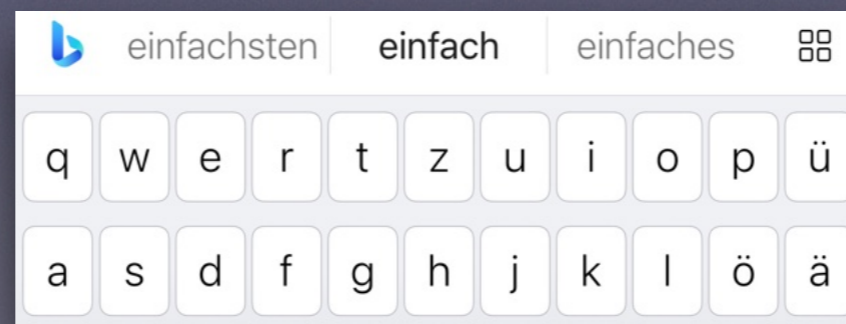 einfachsten einfach einfaches
q w e r t z u i o p ü
a s d f g h j k l ö ä